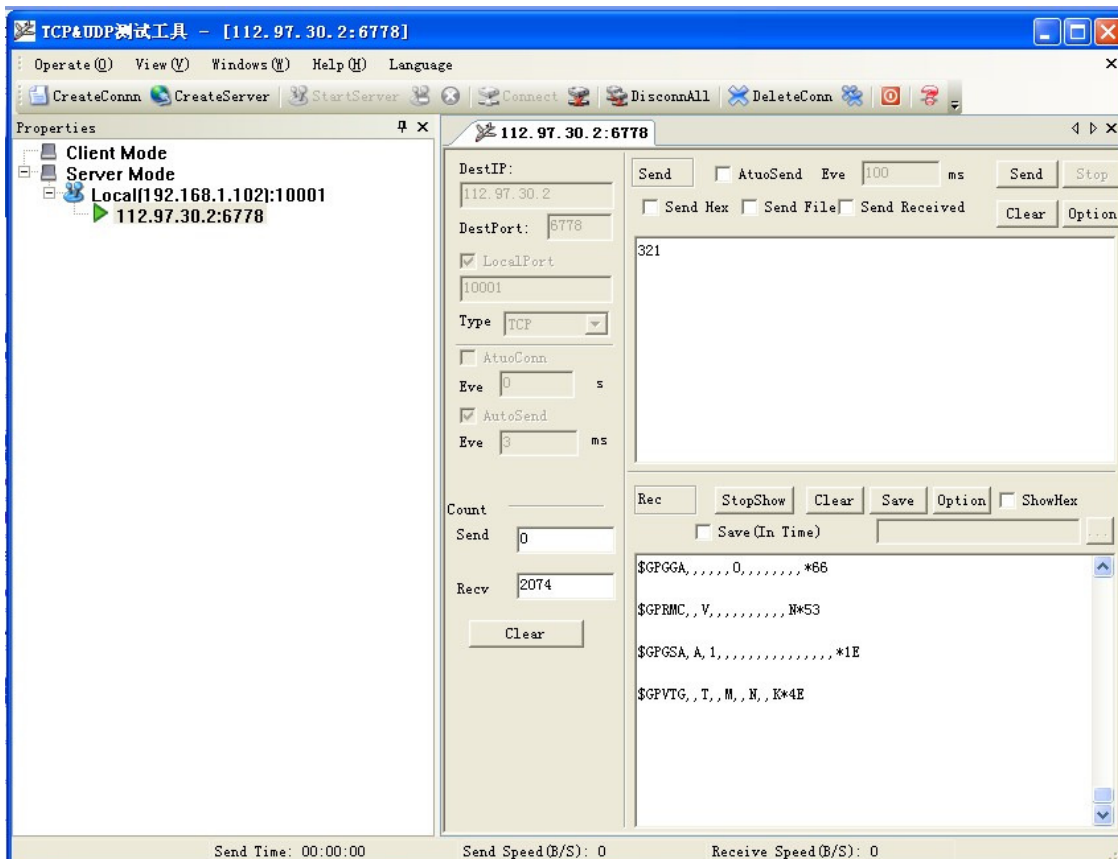 TCP&UDP测试工具 - [112.97.30.2:6778]
Operate(O) View(V) Windows(W) Help(H) Language
CreateConnn CreateServer StartServer Connect DisconnAll DeleteConn
Properties
Client Mode
Server Mode
Local(192.168.1.102):10001
112.97.30.2:6778
112.97.30.2:6778
DestIP:
112.97.30.2
DestPort: 6778
LocalPort
10001
Type TCP
AtuoConn
Eve 0 s
AutoSend
Eve 3 ms
Count
Send 0
Recv 2074
Clear
Send AtuoSend Eve 100 ms Send Stop
Send Hex Send File Send Received Clear Option
321
Rec StopShow Clear Save Option ShowHex
Save(In Time) ...
$GPGGA,,,,,,0,,,,,,,,*66
$GPRMC,,V,,,,,,,,,,N*53
$GPGSA,A,1,,,,,,,,,,,,,,,*1E
$GPVTG,,T,,M,,N,,K*4E
Send Time: 00:00:00 Send Speed(B/S): 0 Receive Speed(B/S): 0